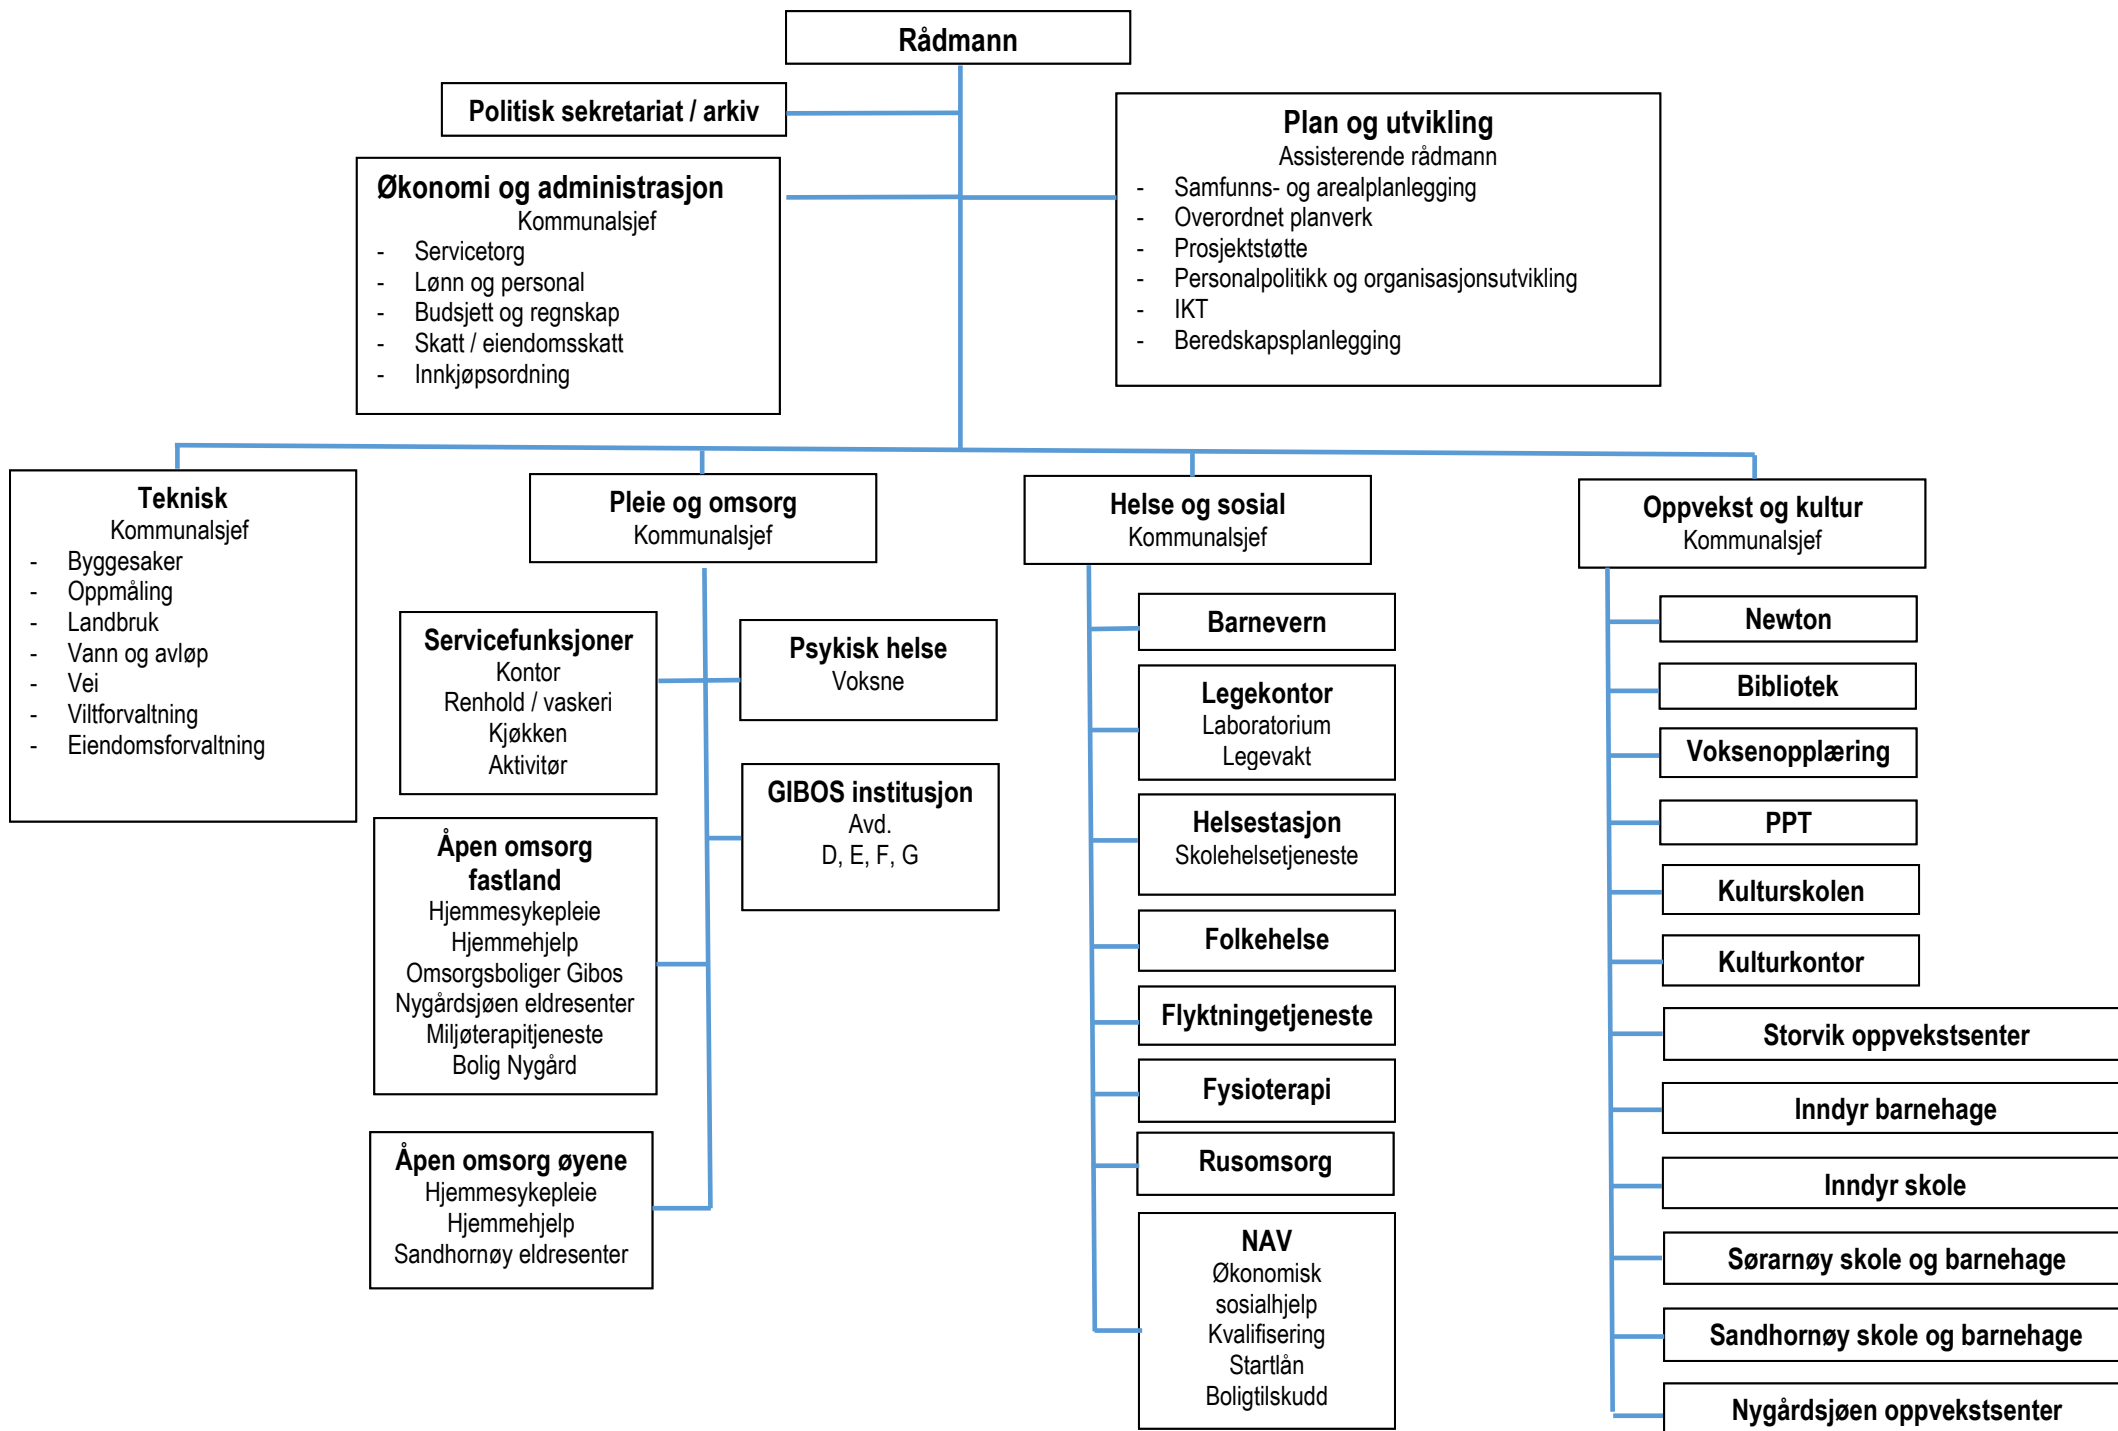 Rådmann
Politisk sekretariat / arkiv
Økonomi og administrasjon
Kommunalsjef
- Servicetorg
- Lønn og personal
- Budsjett og regnskap
- Skatt / eiendomsskatt
- Innkjøpsordning
Plan og utvikling
Assisterende rådmann
- Samfunns- og arealplanlegging
- Overordnet planverk
- Prosjektstøtte
- Personalpolitikk og organisasjonsutvikling
- IKT
- Beredskapsplanlegging
Teknisk
Kommunalsjef
- Byggesaker
- Oppmåling
- Landbruk
- Vann og avløp
- Vei
- Viltforvaltning
- Eiendomsforvaltning
Pleie og omsorg
Kommunalsjef
Servicefunksjoner
Kontor
Renhold / vaskeri
Kjøkken
Aktivitør
Psykisk helse
Voksne
GIBOS institusjon
Avd.
D, E, F, G
Åpen omsorg
fastland
Hjemmesykepleie
Hjemmehjelp
Omsorgsboliger Gibos
Nygårdsjøen eldresenter
Miljøterapitjeneste
Bolig Nygård
Åpen omsorg øyene
Hjemmesykepleie
Hjemmehjelp
Sandhornøy eldresenter
Helse og sosial
Kommunalsjef
Barnevern
Legekontor
Laboratorium
Legevakt
Helsestasjon
Skolehelsetjeneste
Folkehelse
Flyktningetjeneste
Fysioterapi
Rusomsorg
NAV
Økonomisk
sosialhjelp
Kvalifisering
Startlån
Boligtilskudd
Oppvekst og kultur
Kommunalsjef
Newton
Bibliotek
Voksenopplæring
PPT
Kulturskolen
Kulturkontor
Storvik oppvekstsenter
Inndyr barnehage
Inndyr skole
Sørarnøy skole og barnehage
Sandhornøy skole og barnehage
Nygårdsjøen oppvekstsenter